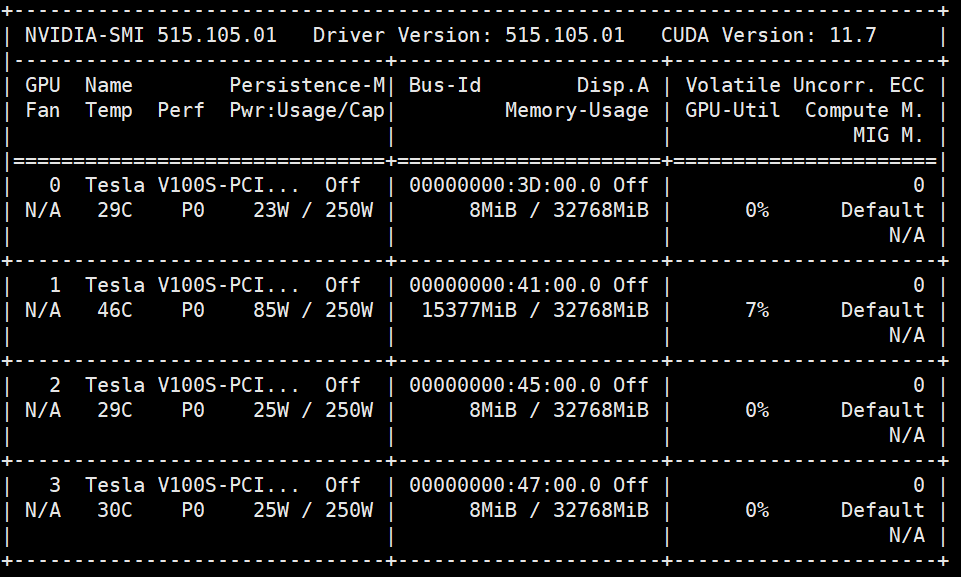 +-----------------------------------------------------------------------------+
| NVIDIA-SMI 515.105.01   Driver Version: 515.105.01   CUDA Version: 11.7     |
|-------------------------------+----------------------+----------------------+
| GPU  Name        Persistence-M| Bus-Id        Disp.A | Volatile Uncorr. ECC |
| Fan  Temp  Perf  Pwr:Usage/Cap|         Memory-Usage | GPU-Util  Compute M. |
|                               |                      |               MIG M. |
|===============================+======================+======================|
|   0  Tesla V100S-PCI...  Off  | 00000000:3D:00.0 Off |                    0 |
| N/A   29C    P0    23W / 250W |      8MiB / 32768MiB |      0%      Default |
|                               |                      |                  N/A |
+-------------------------------+----------------------+----------------------+
|   1  Tesla V100S-PCI...  Off  | 00000000:41:00.0 Off |                    0 |
| N/A   46C    P0    85W / 250W |  15377MiB / 32768MiB |      7%      Default |
|                               |                      |                  N/A |
+-------------------------------+----------------------+----------------------+
|   2  Tesla V100S-PCI...  Off  | 00000000:45:00.0 Off |                    0 |
| N/A   29C    P0    25W / 250W |      8MiB / 32768MiB |      0%      Default |
|                               |                      |                  N/A |
+-------------------------------+----------------------+----------------------+
|   3  Tesla V100S-PCI...  Off  | 00000000:47:00.0 Off |                    0 |
| N/A   30C    P0    25W / 250W |      8MiB / 32768MiB |      0%      Default |
|                               |                      |                  N/A |
+-------------------------------+----------------------+----------------------+